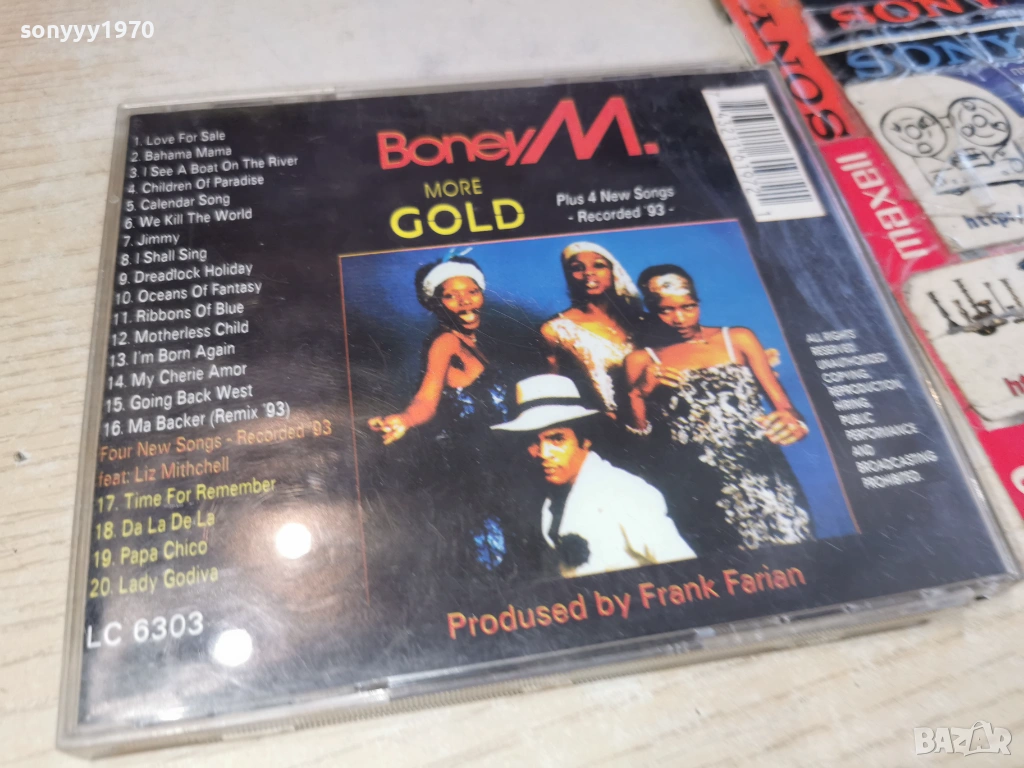 sonyyy1970
1. Love For Sale
2. Bahama Mama
3. I See A Boat On The River
4. Children Of Paradise
5. Calendar Song
6. We Kill The World
7. Jimmy
8. I Shall Sing
9. Dreadlock Holiday
10. Oceans Of Fantasy
11. Ribbons Of Blue
12. Motherless Child
13. I'm Born Again
14. My Cherie Amor
15. Going Back West
16. Ma Backer (Remix '93)
Four New Songs - Recorded '93
feat: Liz Mithchell
17. Time For Remember
18. Da La De La
19. Papa Chico
20. Lady Godiva
LC 6303
Boney M.
MORE
GOLD
Plus 4 New Songs
- Recorded '93 -
ALL RIGHTS
RESERVED
UNAUTHORIZED
COPYING,
REPRODUCTION,
HIRING
PUBLIC
PERFORMANCE
AND
BROADCASTING
PROHIBITED.
Prodused by Frank Farian
SONY
SONY
SONY
maxell
BAZAR